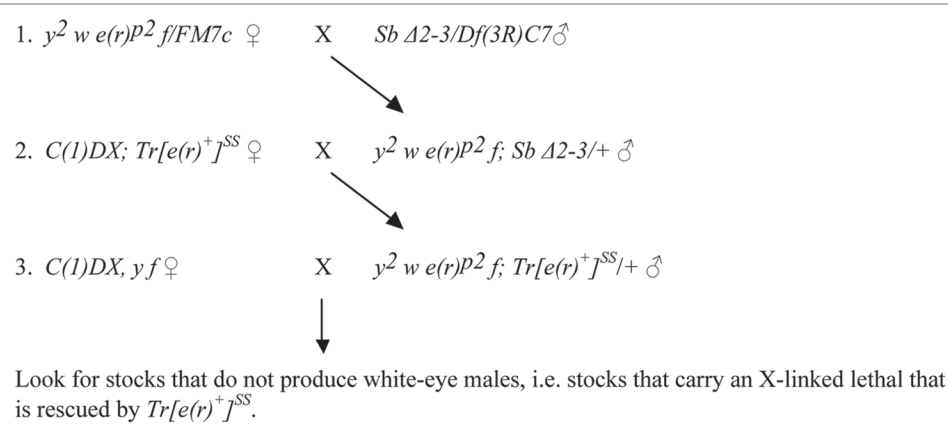 1. y² w e(r)ᵖ² f/FM7c ♀ X Sb Δ2-3/Df(3R)C7♂
2. C(1)DX; Tr[e(r)⁺]ˢˢ ♀ X y² w e(r)ᵖ² f; Sb Δ2-3/+ ♂
3. C(1)DX, y f♀ X y² w e(r)ᵖ² f; Tr[e(r)⁺]ˢˢ/+ ♂
Look for stocks that do not produce white-eye males, i.e. stocks that carry an X-linked lethal that
is rescued by Tr[e(r)⁺]ˢˢ.